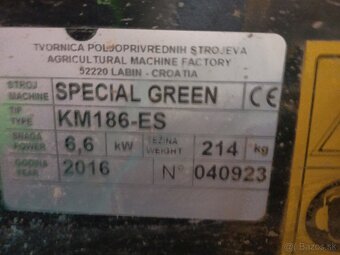 TVORNICA POLJOPRIVREDNIH STROJEVA
AGRICULTURAL MACHINE FACTORY
52220 LABIN - CROATIA
STROJ
MACHINE
SPECIAL GREEN
CE
TIP
TYPE
KM186-ES
SNAGA
POWER
6,6 kW
TEŽINA
WEIGHT
214 kg
GODINA
YEAR
2016
N° 040923
© bazos.sk